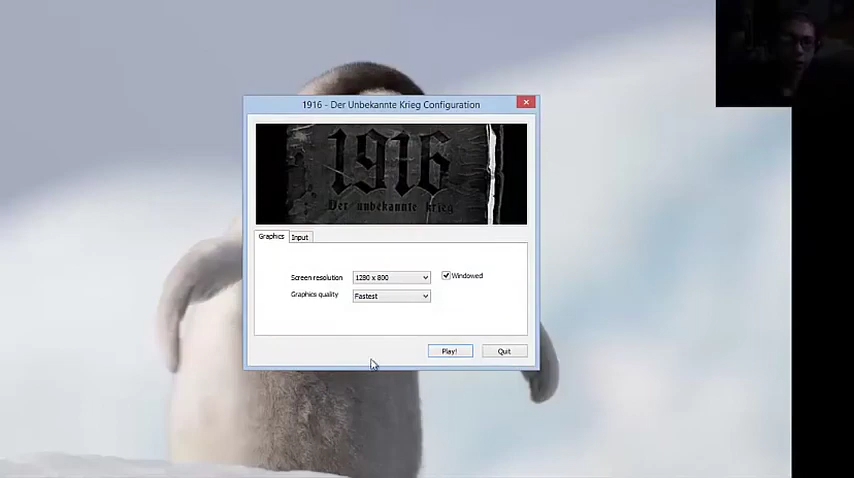 1916 - Der Unbekannte Krieg Configuration
1916
Der unbekannte krieg
Graphics Input
Screen resolution 1280 x 800 Windowed
Graphics quality Fastest
Play! Quit